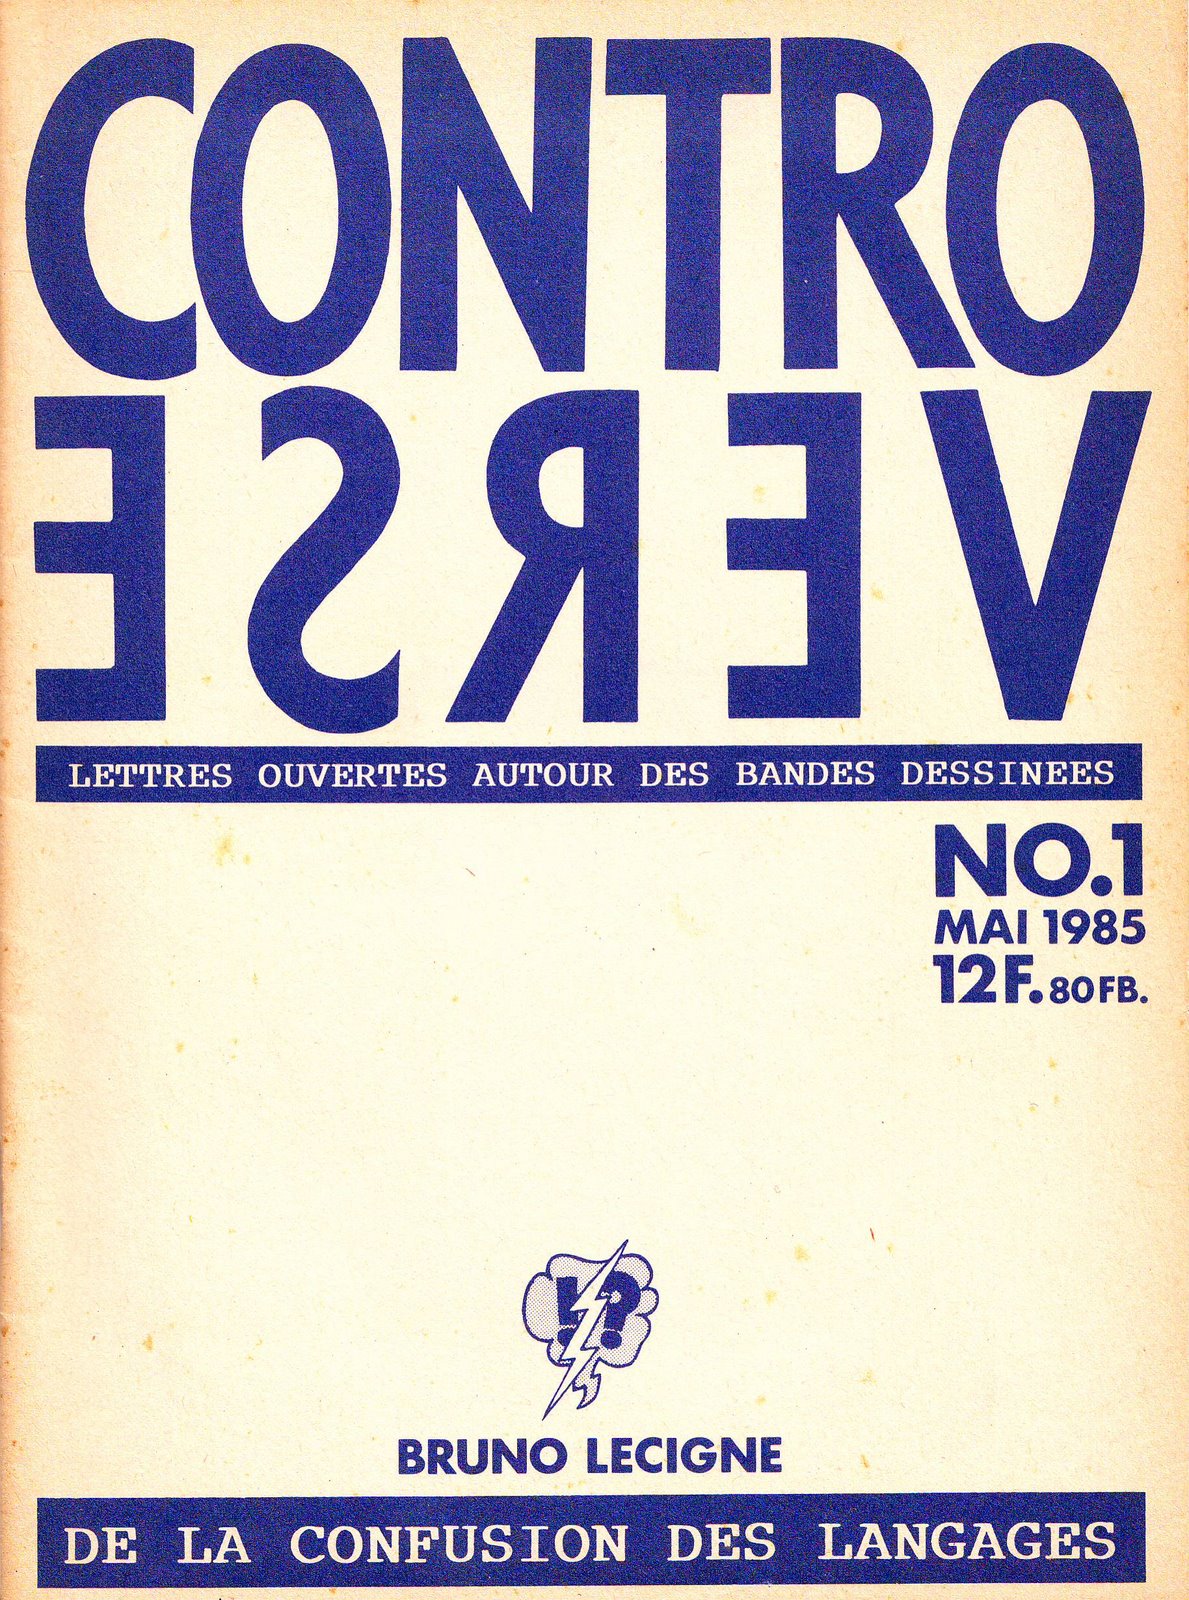 CONTRO
VERSE
LETTRES OUVERTES AUTOUR DES BANDES DESSINEES
NO.1
MAI 1985
12F. 80FB.
!?
BRUNO LECIGNE
DE LA CONFUSION DES LANGAGES